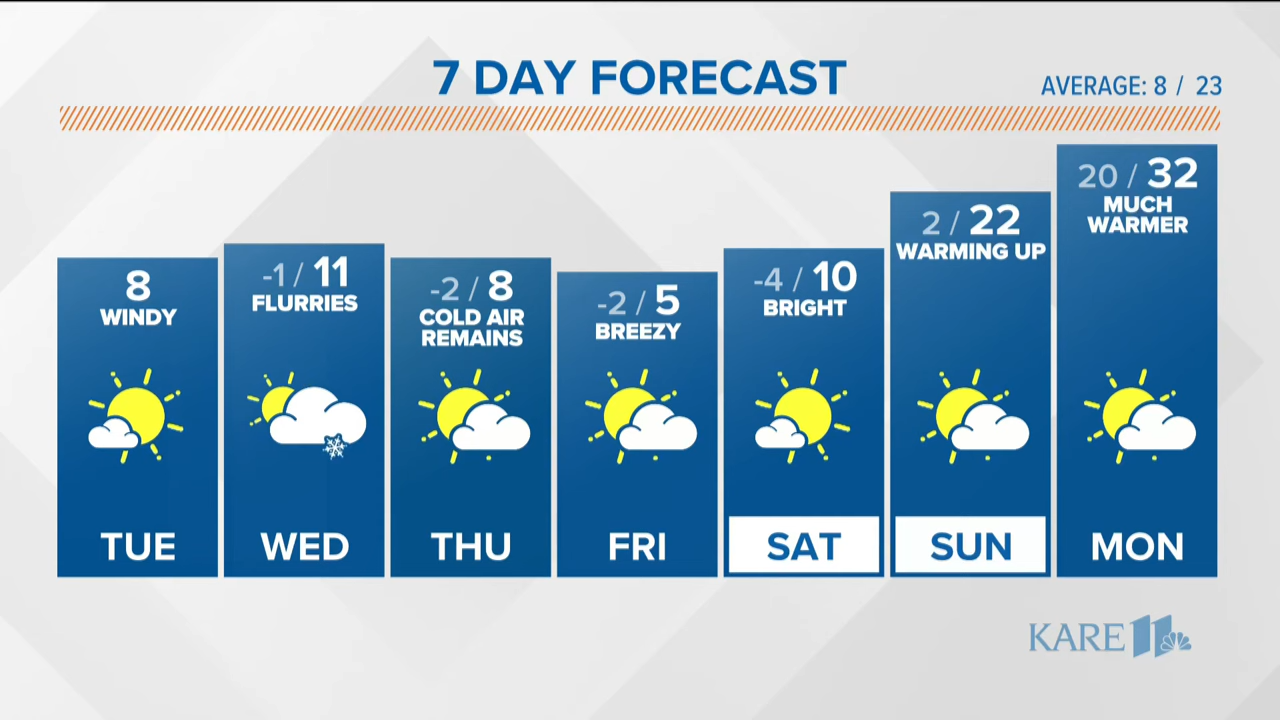 7 DAY FORECAST
AVERAGE: 8 / 23
8
WINDY
TUE
-1 / 11
FLURRIES
WED
-2 / 8
COLD AIR
REMAINS
THU
-2 / 5
BREEZY
FRI
-4 / 10
BRIGHT
SAT
2 / 22
WARMING UP
SUN
20 / 32
MUCH
WARMER
MON
KARE 11